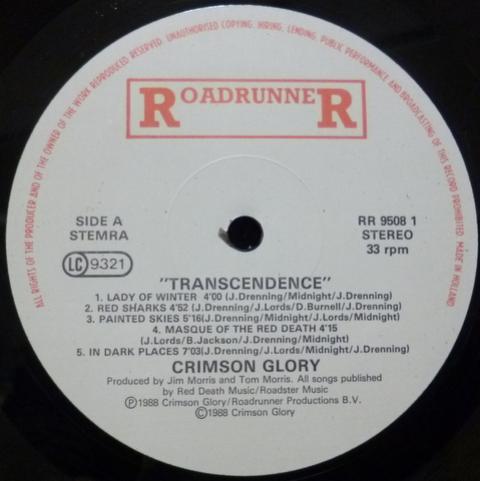 ALL RIGHTS OF THE PRODUCER AND OF THE OWNER OF THE WORK REPRODUCED RESERVED. UNAUTHORISED COPYING, HIRING, LENDING, PUBLIC PERFORMANCE AND BROADCASTING OF THIS RECORD PROHIBITED MADE IN HOLLAND
ROADRUNNER
SIDE A
STEMRA
LC 9321
RR 9508 1
STEREO
33 rpm
"TRANSCENDENCE"
1. LADY OF WINTER 4'00 (J.Drenning/Midnight/J.Drenning)
2. RED SHARKS 4'52 (J.Drenning/J.Lords/D.Burnell/J.Drenning)
3. PAINTED SKIES 5'16(J.Drenning/Midnight/J.Lords/Midnight)
4. MASQUE OF THE RED DEATH 4'15
(J.Lords/B.Jackson/J.Drenning/J.Midnight)
5. IN DARK PLACES 7'03(J.Drenning/J.Lords/Midnight/J.Drenning)
CRIMSON GLORY
Produced by Jim Morris and Tom Morris. All songs published
by Red Death Music/Roadster Music
Ⓟ1988 Crimson Glory/Roadrunner Productions B.V.
©1988 Crimson Glory